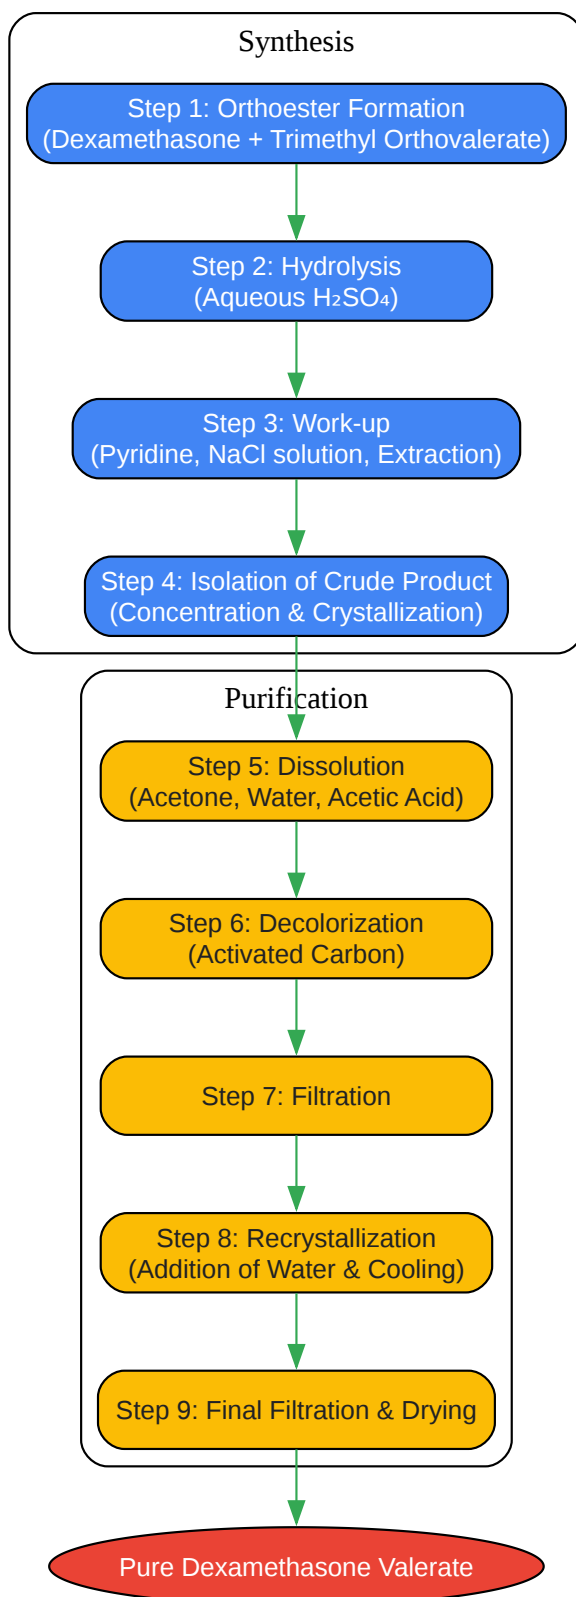 Synthesis
Step 1: Orthoester Formation
(Dexamethasone + Trimethyl Orthovalerate)
Step 2: Hydrolysis
(Aqueous H₂SO₄)
Step 3: Work-up
(Pyridine, NaCl solution, Extraction)
Step 4: Isolation of Crude Product
(Concentration & Crystallization)
Purification
Step 5: Dissolution
(Acetone, Water, Acetic Acid)
Step 6: Decolorization
(Activated Carbon)
Step 7: Filtration
Step 8: Recrystallization
(Addition of Water & Cooling)
Step 9: Final Filtration & Drying
Pure Dexamethasone Valerate